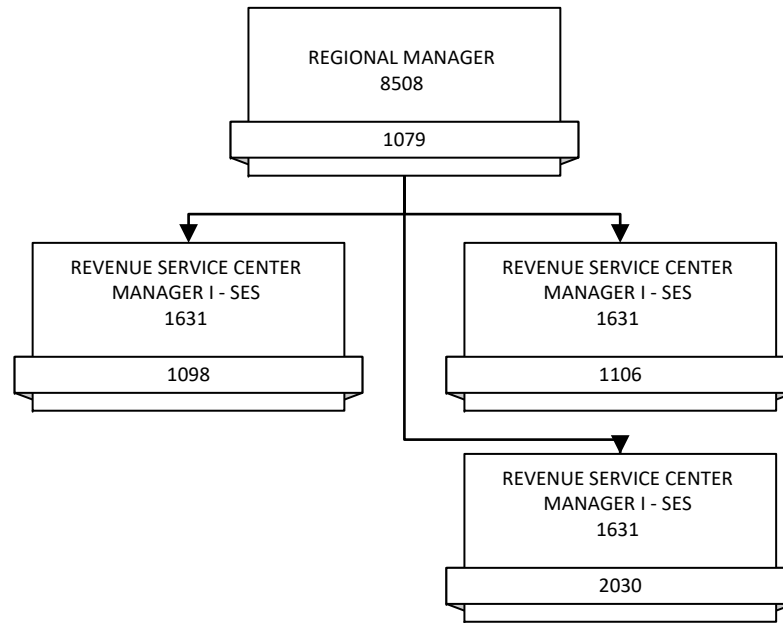 REGIONAL MANAGER
8508
1079
REVENUE SERVICE CENTER
MANAGER I - SES
1631
1098
REVENUE SERVICE CENTER
MANAGER I - SES
1631
1106
REVENUE SERVICE CENTER
MANAGER I - SES
1631
2030